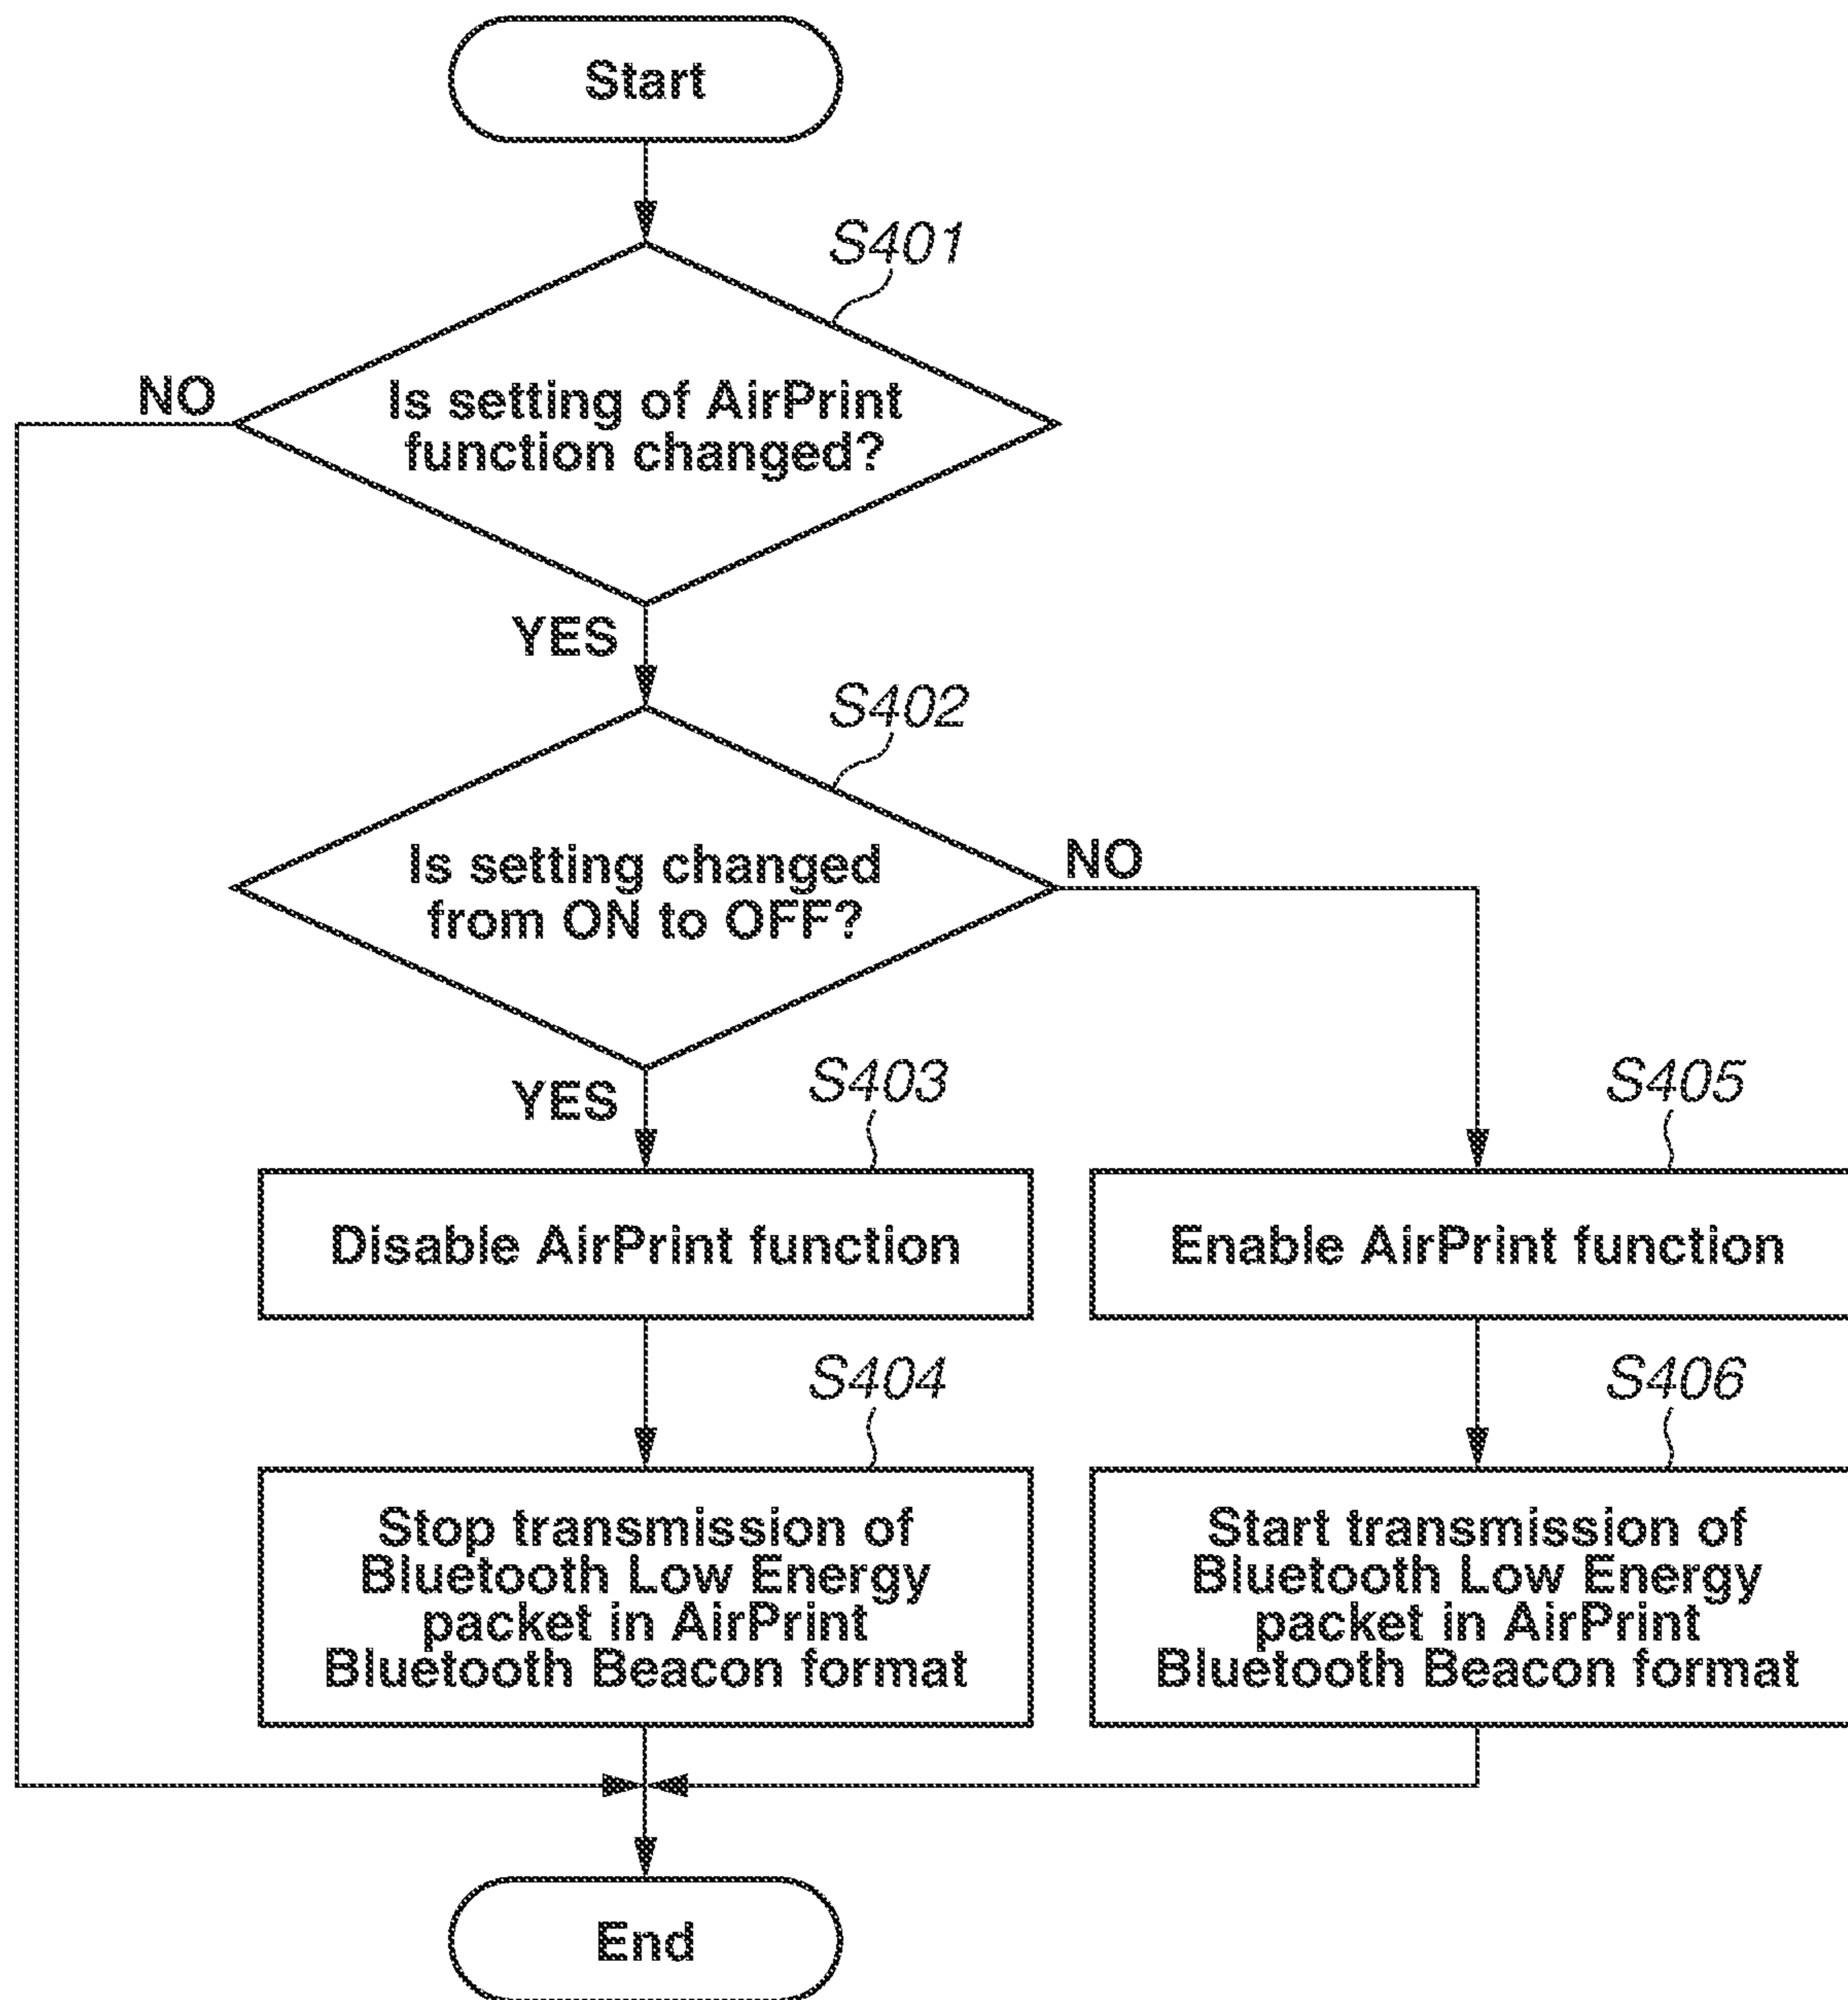 Start
S401
NO
Is setting of AirPrint
function changed?
YES
S402
Is setting changed
from ON to OFF?
NO
YES
S403
S405
Disable AirPrint function
Enable AirPrint function
S404
S406
Stop transmission of
Bluetooth Low Energy
packet in AirPrint
Bluetooth Beacon format
Start transmission of
Bluetooth Low Energy
packet in AirPrint
Bluetooth Beacon format
End